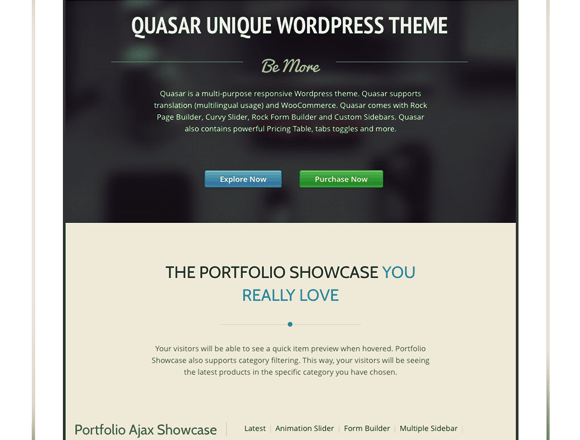 QUASAR UNIQUE WORDPRESS THEME
Be More
Quasar is a multi-purpose responsive Wordpress theme. Quasar supports
translation (multilingual usage) and WooCommerce. Quasar comes with Rock
Page Builder, Curvy Slider, Rock Form Builder and Custom Sidebars. Quasar
also contains powerful Pricing Table, tabs toggles and more.
Explore Now Purchase Now
THE PORTFOLIO SHOWCASE YOU
REALLY LOVE
Your visitors will be able to see a quick item preview when hovered. Portfolio
Showcase also supports category filtering. This way, your visitors will be seeing
the latest products in the specific category you have chosen.
Portfolio Ajax Showcase Latest Animation Slider Form Builder Multiple Sidebar